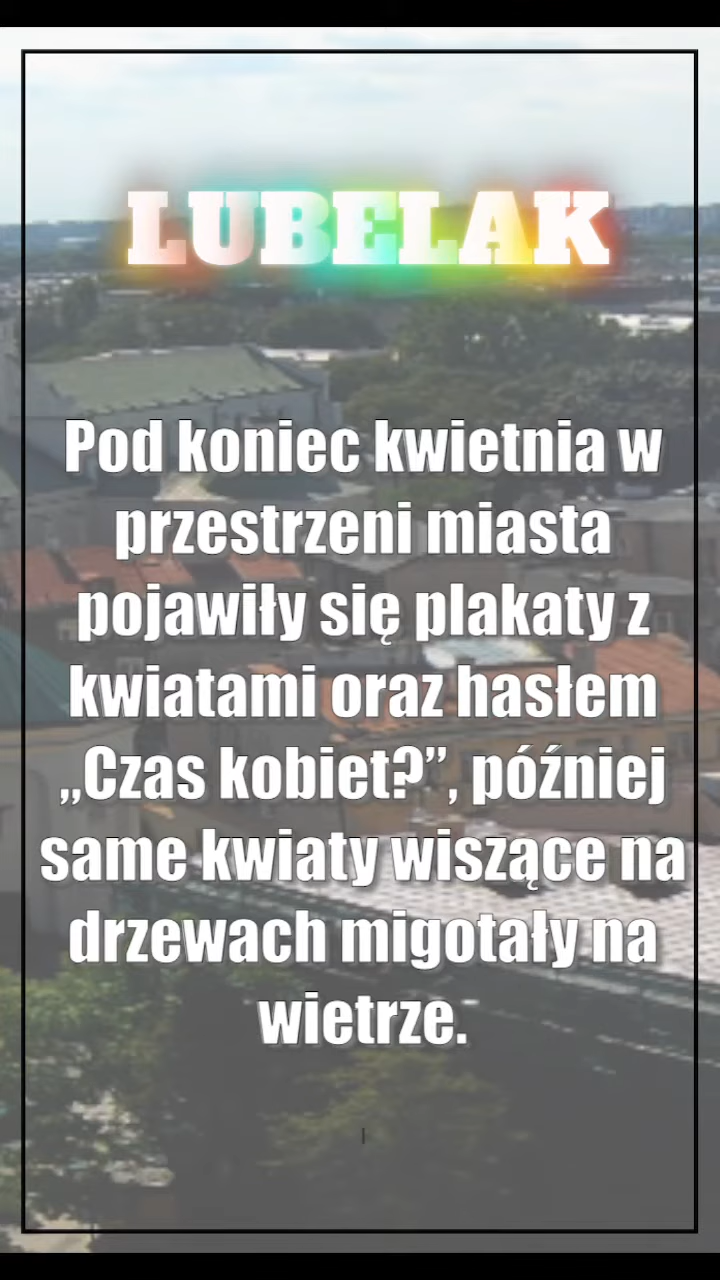 LUBELAK
Pod koniec kwietnia w
przestrzeni miasta
pojawiły się plakaty z
kwiatami oraz hasłem
„Czas kobiet?”, później
same kwiaty wiszące na
drzewach migotały na
wietrze.